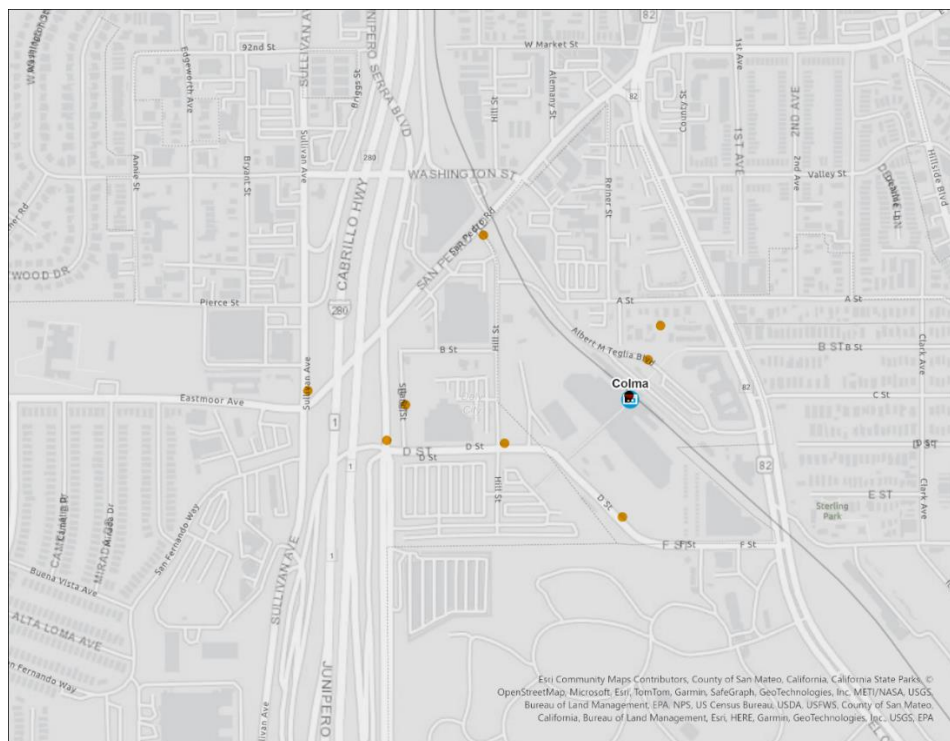 92nd St
Edgeworth Ave
SULLIVAN AV
JUNIPERO SERRA BLVD
Briggs St
W Market St
82
1st Ave
Hill St
Alemany St
82
County St
1ST AVE
2ND AVE
Hillside Blvd
Annie St
Bryant St
Sullivan Ave
280
WASHINGTON ST
Reiner St
2nd Ave
Valley St
CABRILLO HWY
San Pedro Rd
SAN PE
WOOD DR
Pierce St
280
Hill St
A St
A St
B St
Albert M Teglia Blvd
B ST
B St
Clark Ave
Sullivan Ave
Colma
82
C St
Eastmoor Ave
1
D ST
D St
D St
D St
1
82
Hill St
D St
E ST
Clark Ave
Sterling
Park
San Fernando Way
MIRADA
SULLIVAN AVE
1
F ST
F St
F St
Buena Vista Ave
ALTA LOMA AVE
n Fernando Way
JUNIPERO
Esri Community Maps Contributors, County of San Mateo, California, California State Parks, ©
OpenStreetMap, Microsoft, Esri, TomTom, Garmin, SafeGraph, GeoTechnologies, Inc, METI/NASA, USGS,
Bureau of Land Management, EPA, NPS, US Census Bureau, USDA, USFWS, County of San Mateo,
California, Bureau of Land Management, Esri, HERE, Garmin, GeoTechnologies, Inc., USGS, EPA